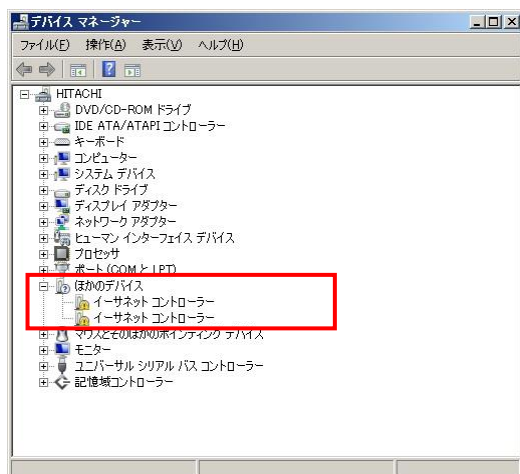 デバイス マネージャー
ファイル(F) 操作(A) 表示(V) ヘルプ(H)
HITACHI
DVD/CD-ROM ドライブ
IDE ATA/ATAPI コントローラー
キーボード
コンピューター
システム デバイス
ディスク ドライブ
ディスプレイ アダプター
ネットワーク アダプター
ヒューマン インターフェイス デバイス
プロセッサ
ポート (COM と LPT)
ほかのデバイス
イーサネット コントローラー
イーサネット コントローラー
マウスとそのほかのポインティング デバイス
モニター
ユニバーサル シリアル バス コントローラー
記憶域コントローラー